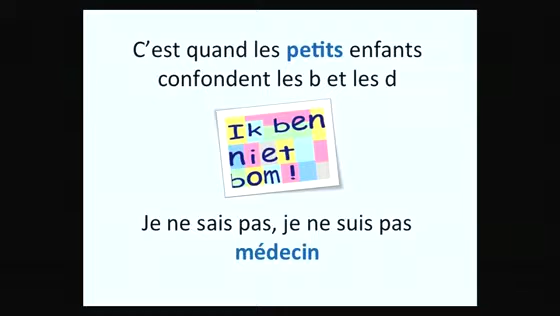 C'est quand les petits enfants
confondent les b et les d
Ik ben
niet
bom !
Je ne sais pas, je ne suis pas
médecin